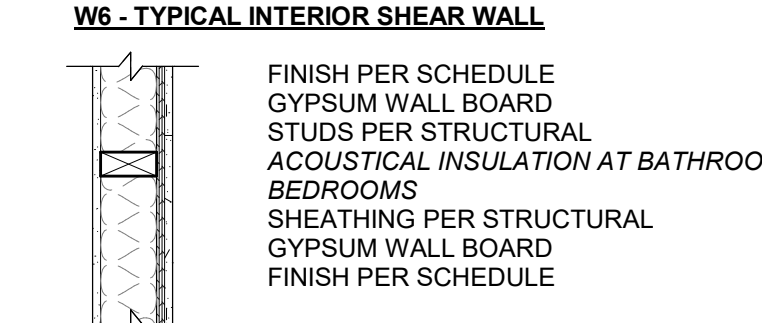 W6 - TYPICAL INTERIOR SHEAR WALL
FINISH PER SCHEDULE
GYPSUM WALL BOARD
STUDS PER STRUCTURAL
ACOUSTICAL INSULATION AT BATHROO
BEDROOMS
SHEATHING PER STRUCTURAL
GYPSUM WALL BOARD
FINISH PER SCHEDULE